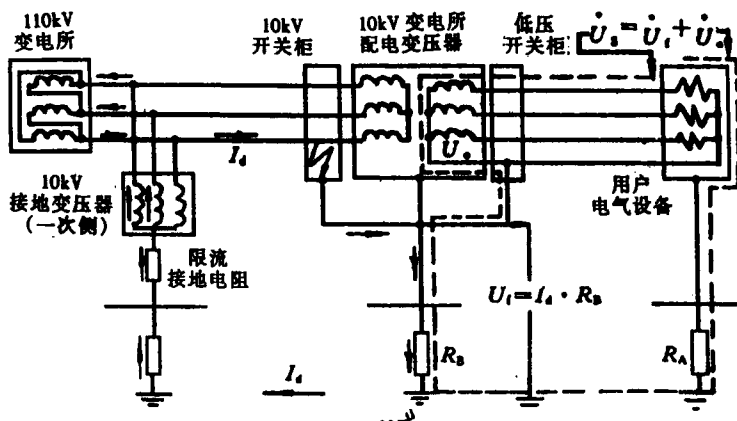 110kV
变电所
10kV
开关柜
10kV 变电所
配电变压器
低压
开关柜
U̇s = U̇f + U̇o
Id
Uo
10kV
接地变压器
(一次侧)
限流
接地电阻
用户
电气设备
Uf=Id·RB
RB
RA
Id